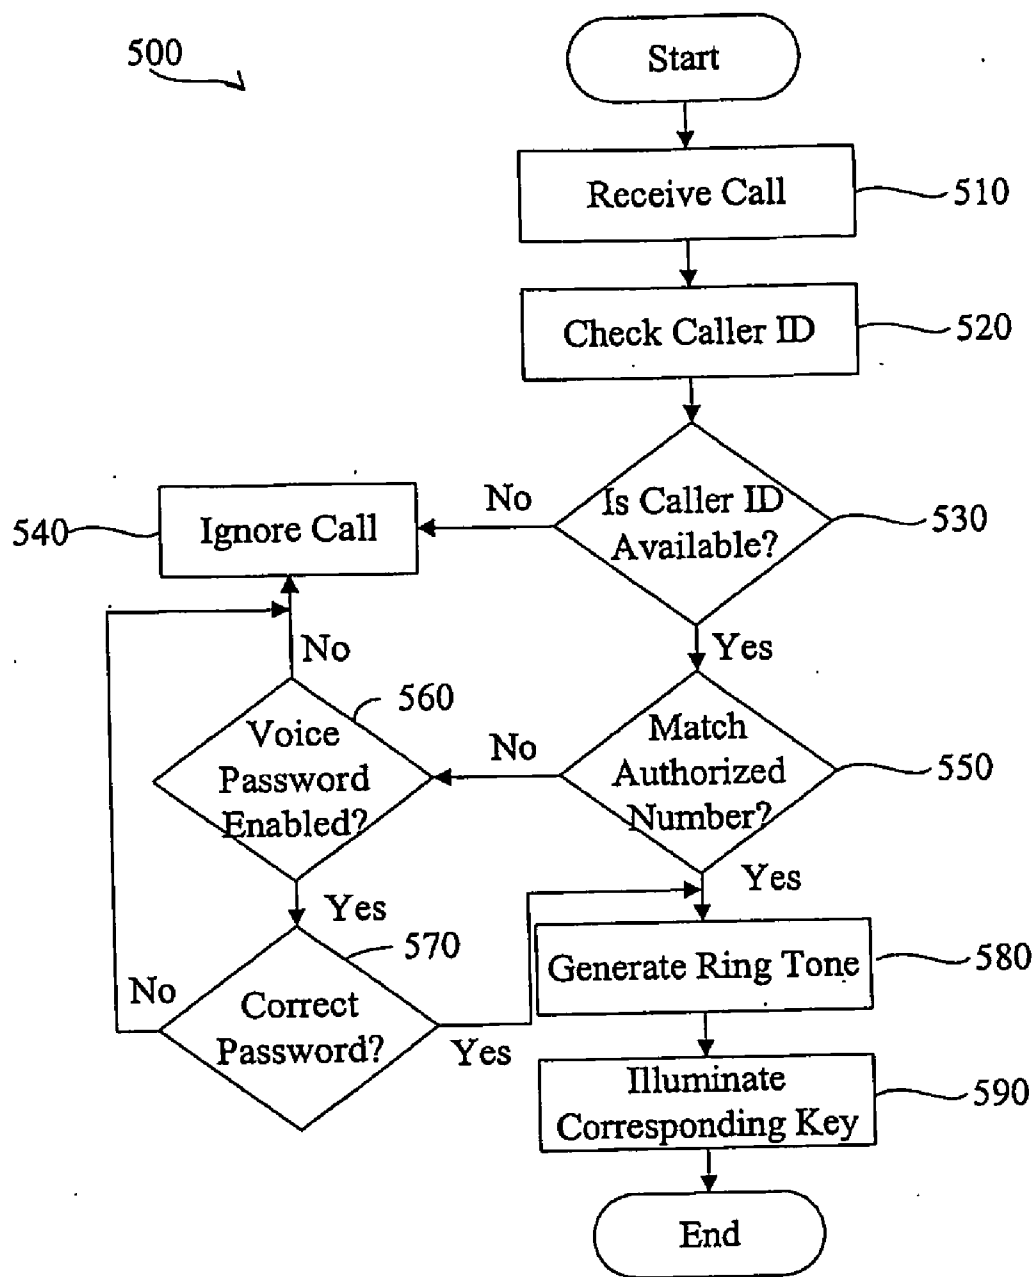 500
Start
Receive Call
510
Check Caller ID
520
Is Caller ID
Available?
530
No
Ignore Call
540
Yes
No
560
Voice
Password
Enabled?
No
Match
Authorized
Number?
550
Yes
Yes
570
No
Correct
Password?
Yes
Generate Ring Tone
580
Illuminate
Corresponding Key
590
End